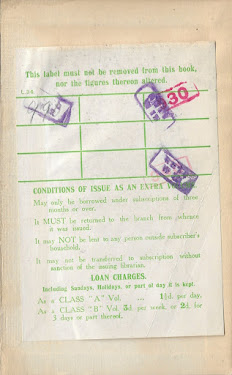 This label must not be removed from this book,
nor the figures thereon altered.
30
CONDITIONS OF ISSUE AS AN EXTRA
May only be borrowed under subscriptions of three
months or over.
It MUST be returned to the branch from whence
it was issued.
It may NOT be lent to any person outside subscriber's
household.
It may not be transferred to subscription without
sanction of the issuing librarian.
LOAN CHARGES.
Including Sundays, Holidays, or part of day it is kept.
As a CLASS "A" Vol. ... 1½d. per day.
As a CLASS "B" Vol. per week, or for
3 days or part thereof.